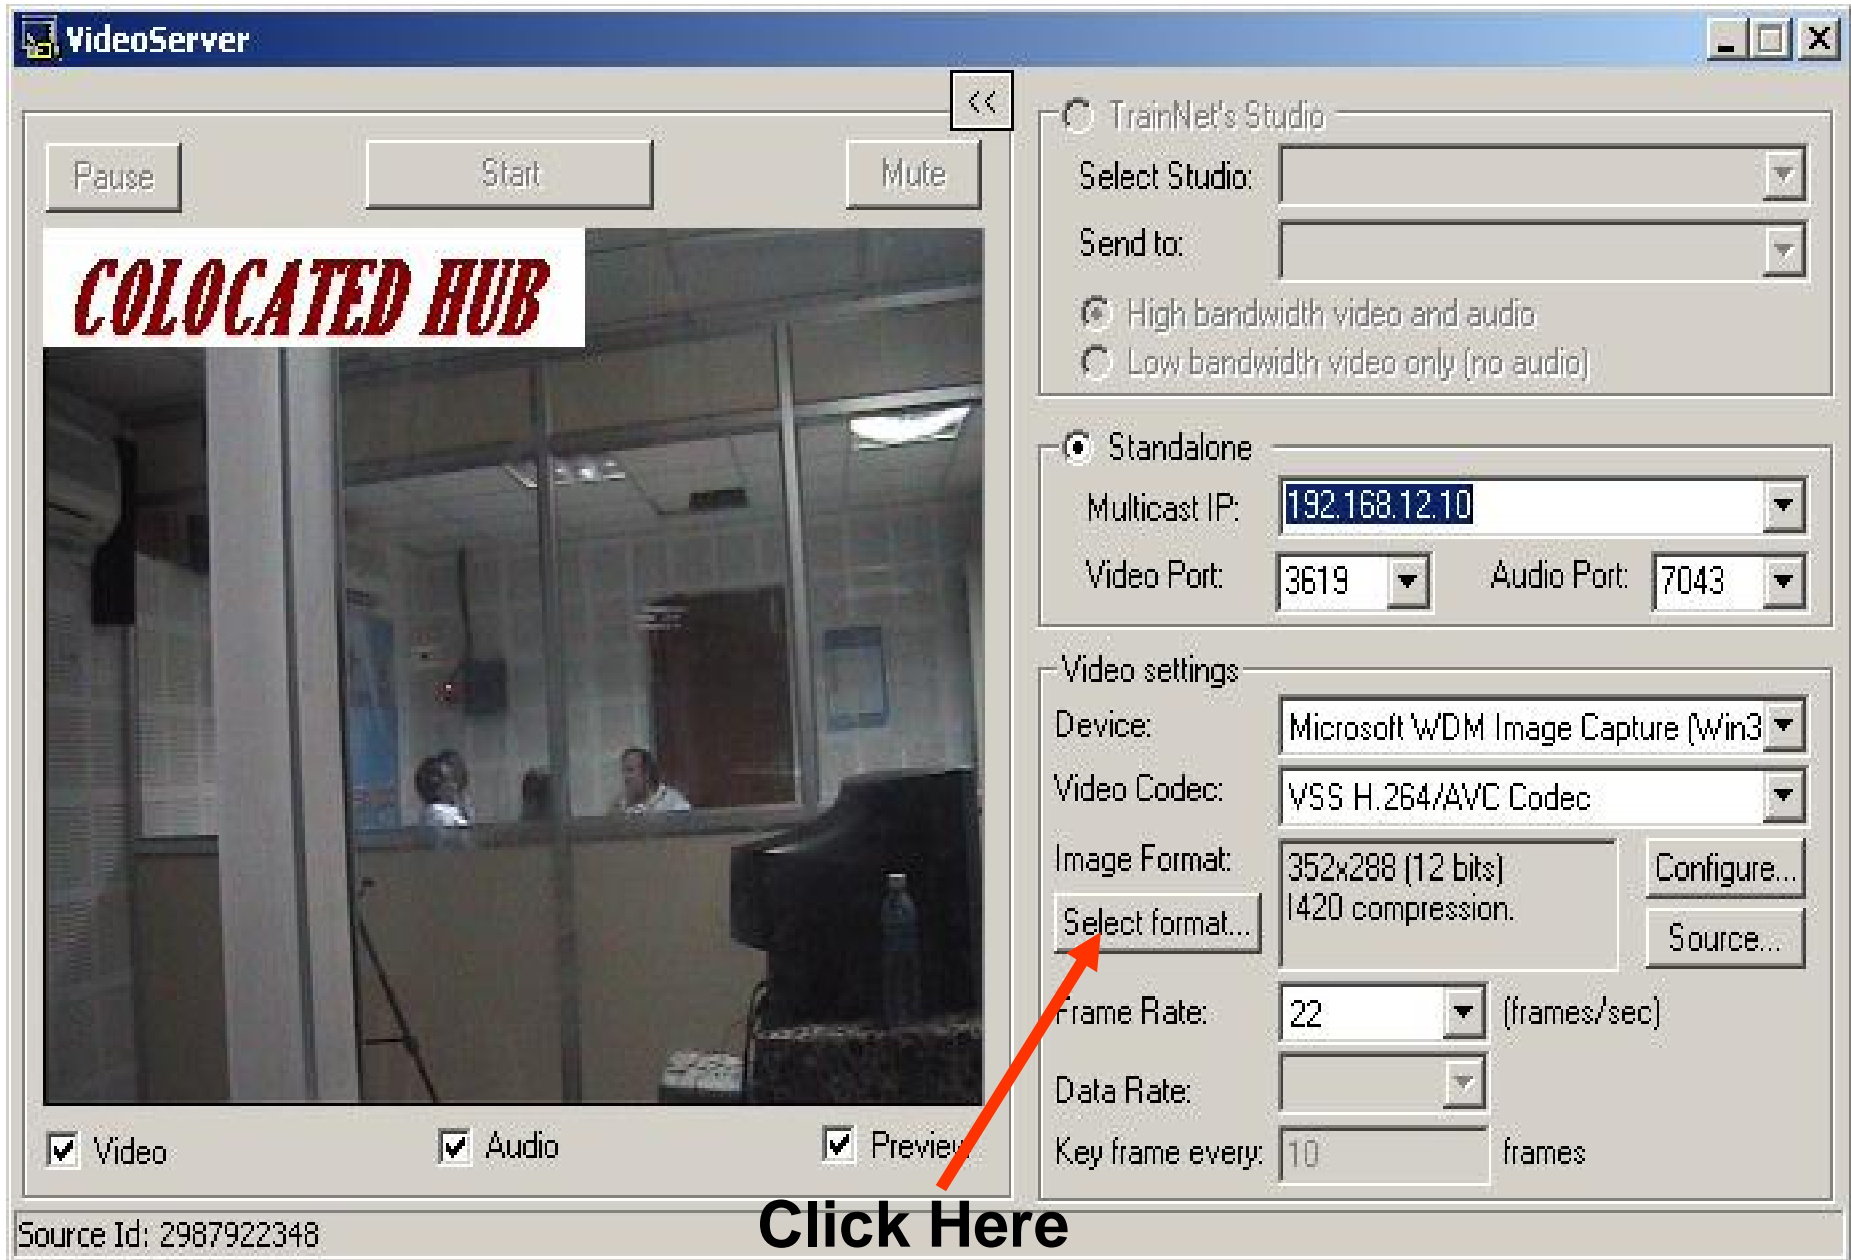 VideoServer
<<
Pause
Start
Mute
COLOCATED HUB
Video
Audio
Preview
TrainNet's Studio
Select Studio:
Send to:
High bandwidth video and audio
Low bandwidth video only (no audio)
Standalone
Multicast IP: 192.168.12.10
Video Port: 3619 Audio Port: 7043
Video settings
Device: Microsoft WDM Image Capture (Win3
Video Codec: VSS H.264/AVC Codec
Image Format: 352x288 (12 bits)
I420 compression.
Configure...
Select format...
Source...
Frame Rate: 22 (frames/sec)
Data Rate:
Key frame every: 10 frames
Click Here
Source Id: 2987922348